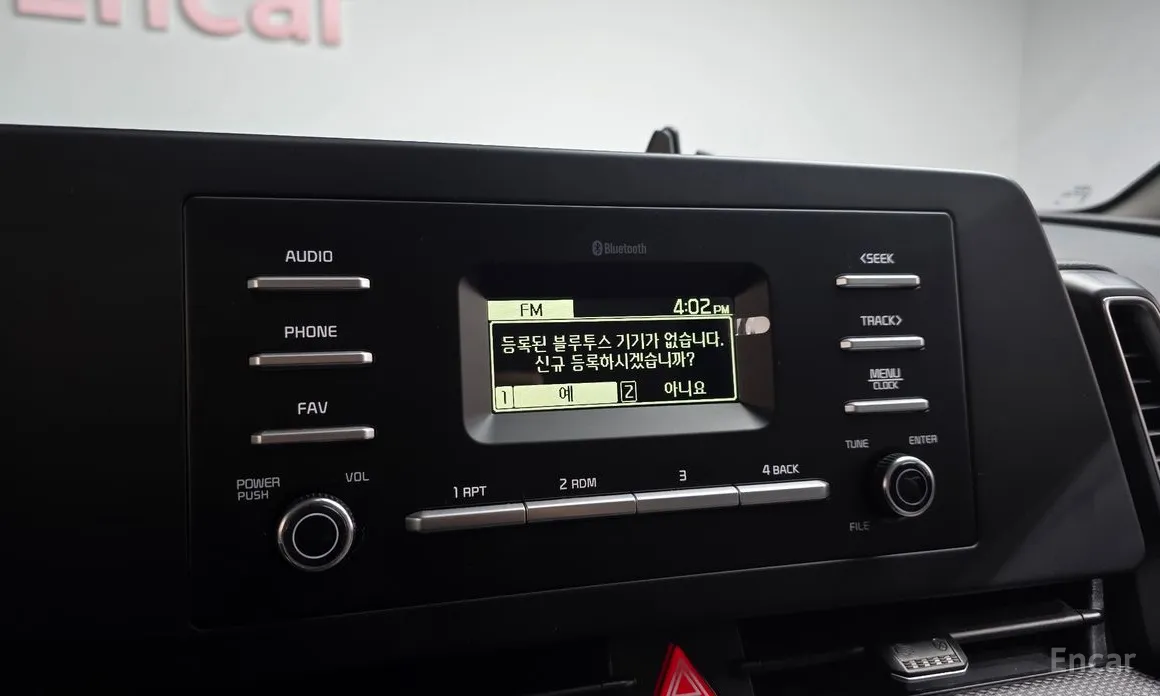 Encar
Bluetooth
AUDIO
<SEEK
FM 4:02 PM
등록된 블루투스 기기가 없습니다.
신규 등록하시겠습니까?
1 예 2 아니요
PHONE
TRACK>
FAV
MENU
CLOCK
POWER
PUSH
VOL
1 RPT
2 RDM
3
4 BACK
TUNE
ENTER
FILE
Encar